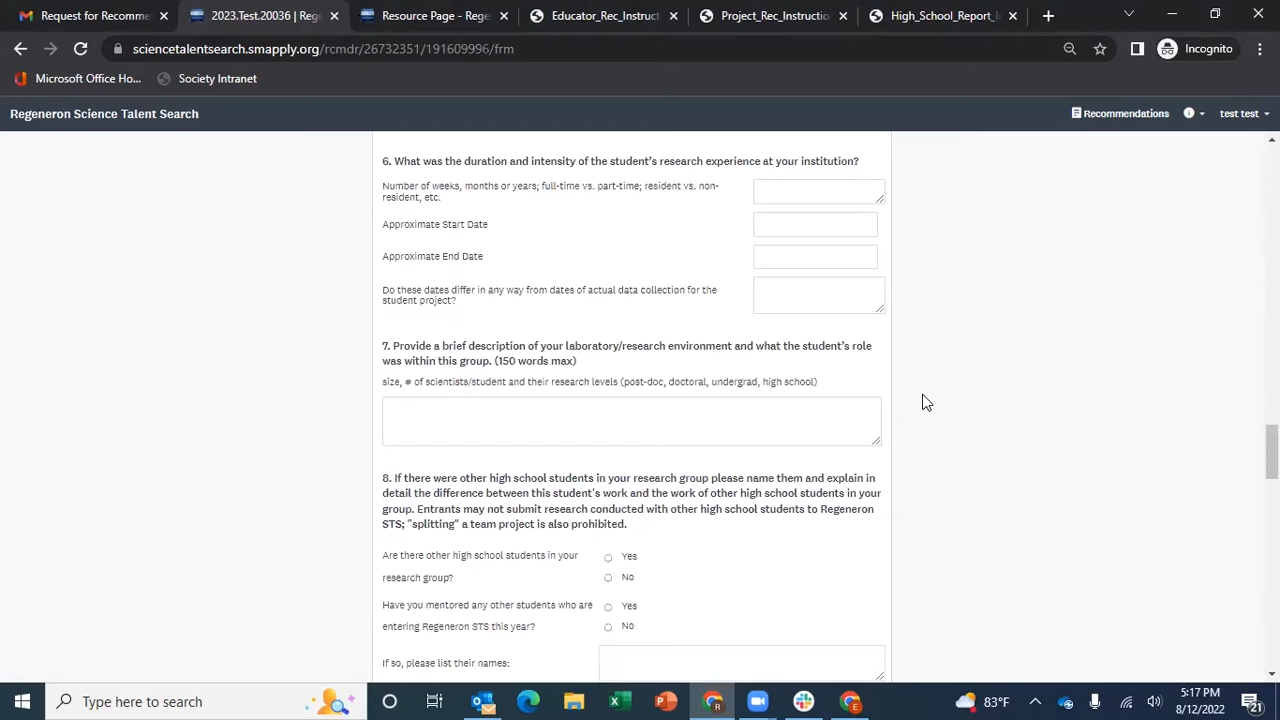 Request for Recomme
2023.Test.20036 | Reg
Resource Page - Rege
Educator_Rec_Instruct
Project_Rec_Instructio
High_School_Report_I
sciencetalentsearch.smapply.org/rcmdr/26732351/191609996/frm
Incognito
Microsoft Office Ho...
Society Intranet
Regeneron Science Talent Search
Recommendations
test test
6. What was the duration and intensity of the student's research experience at your institution?
Number of weeks, months or years; full-time vs. part-time; resident vs. non-
resident, etc.
Approximate Start Date
Approximate End Date
Do these dates differ in any way from dates of actual data collection for the
student project?
7. Provide a brief description of your laboratory/research environment and what the student's role
was within this group. (150 words max)
size, # of scientists/student and their research levels (post-doc, doctoral, undergrad, high school)
8. If there were other high school students in your research group please name them and explain in
detail the difference between this student's work and the work of other high school students in your
group. Entrants may not submit research conducted with other high school students to Regeneron
STS; "splitting" a team project is also prohibited.
Are there other high school students in your
research group?
Yes
No
Have you mentored any other students who are
entering Regeneron STS this year?
Yes
No
If so, please list their names:
Type here to search
83°F
5:17 PM
8/12/2022
21